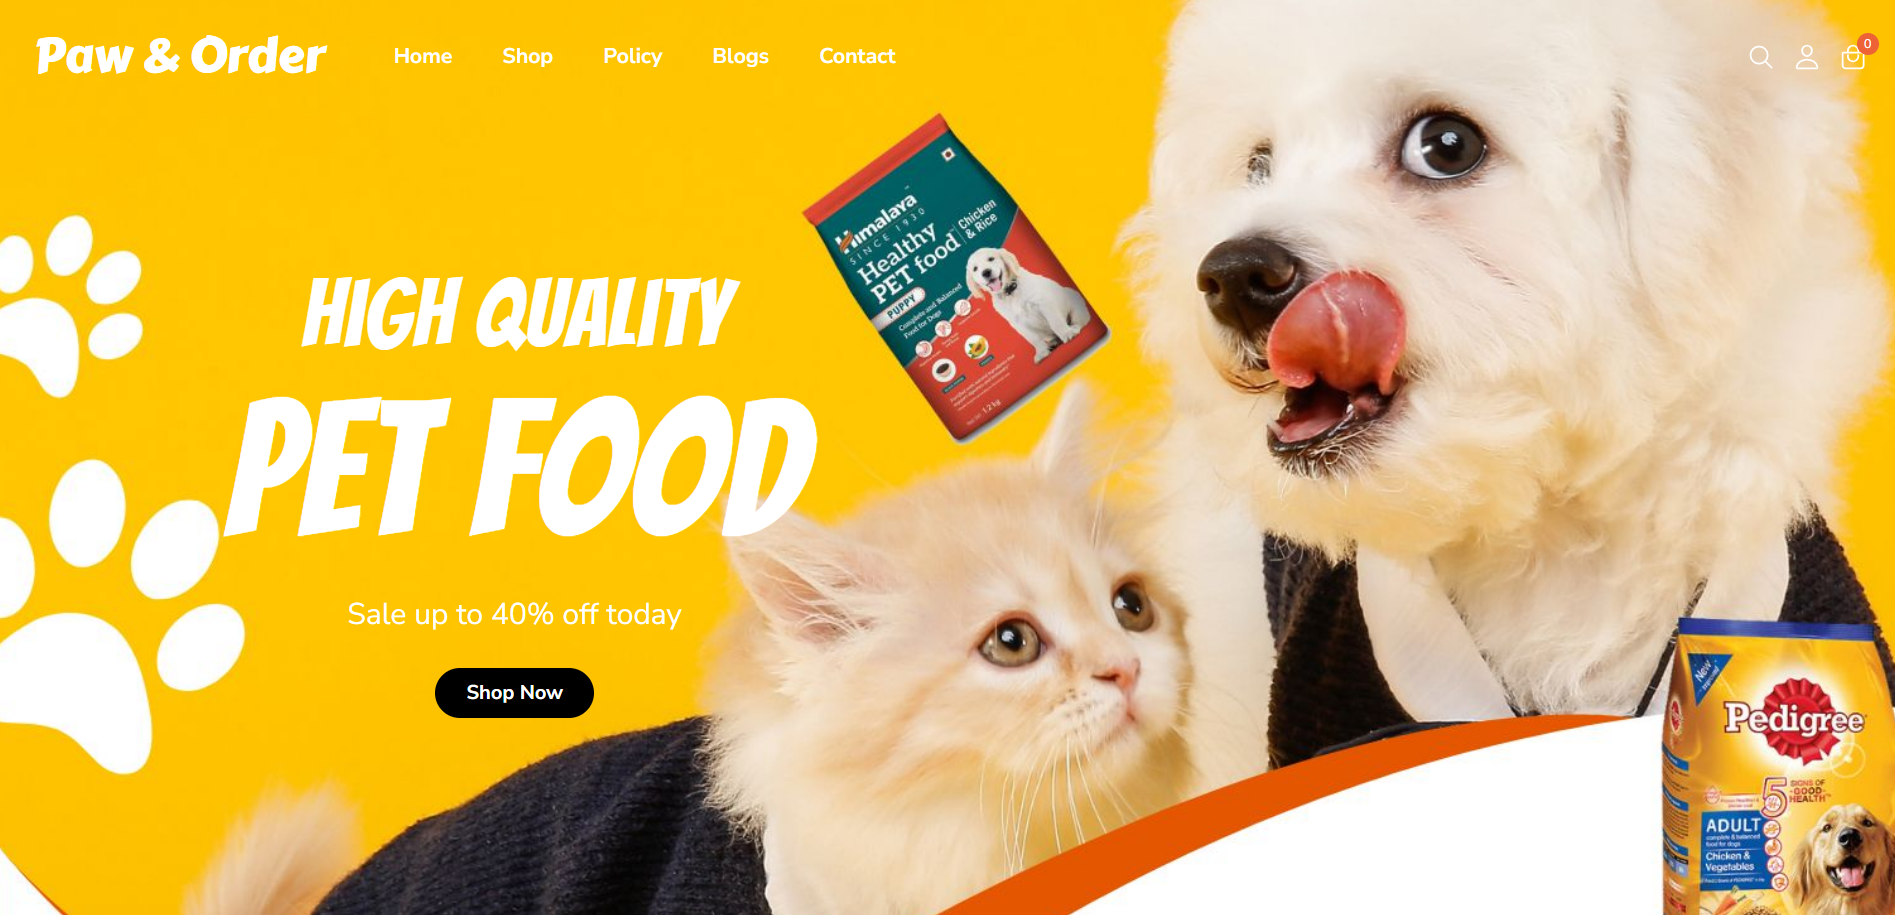 Paw & Order
Home
Shop
Policy
Blogs
Contact
0
Himalaya
SINCE 1930
Healthy
PET food
Chicken
& Rice
PUPPY
Complete and Balanced
Food for Dogs
1.2 kg
HIGH QUALITY
PET FOOD
Sale up to 40% off today
Shop Now
New
Pedigree
5 SIGNS OF
GOOD
HEALTH
ADULT
complete & balanced
food for dogs
Chicken &
Vegetables